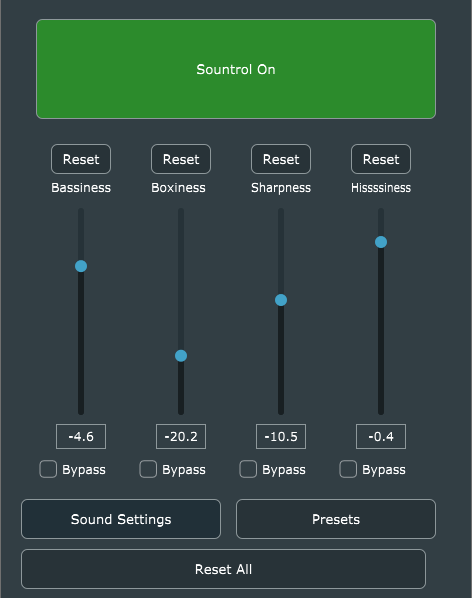 Sountrol On
Reset Reset Reset Reset
Bassiness Boxiness Sharpness Hisssssiness
-4.6 -20.2 -10.5 -0.4
Bypass Bypass Bypass Bypass
Sound Settings Presets
Reset All